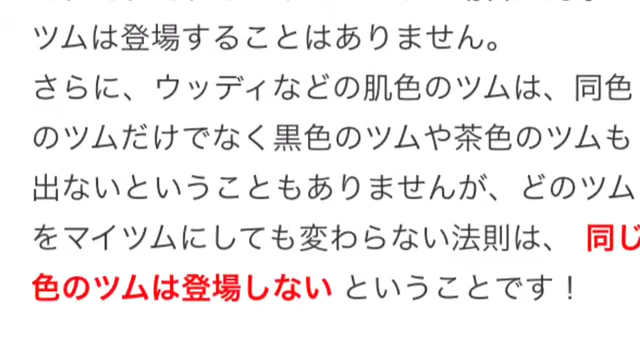 ツムは登場することはありません。
さらに、ウッディなどの肌色のツムは、同色
のツムだけでなく黒色のツムや茶色のツムも
出ないということもありませんが、どのツム
をマイツムにしても変わらない法則は、 同じ
色のツムは登場しない ということです！